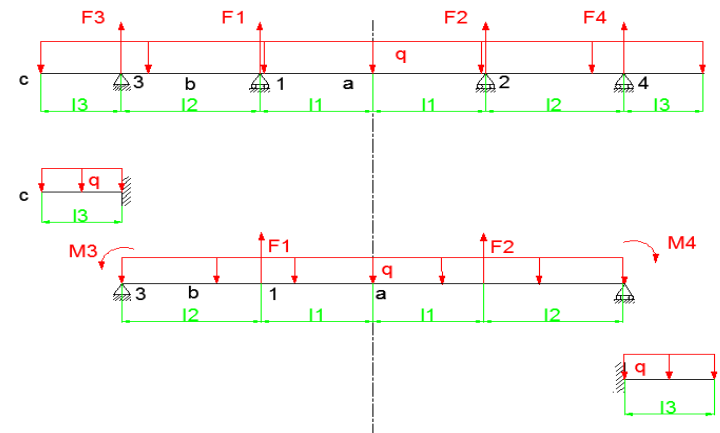 F3 F1 F2 F4
q
c 3 b 1 a 2 4
l3 l2 l1 l1 l2 l3
q
c
l3
M3 F1 F2 M4
q
3 b 1 a
l2 l1 l1 l2
q
l3